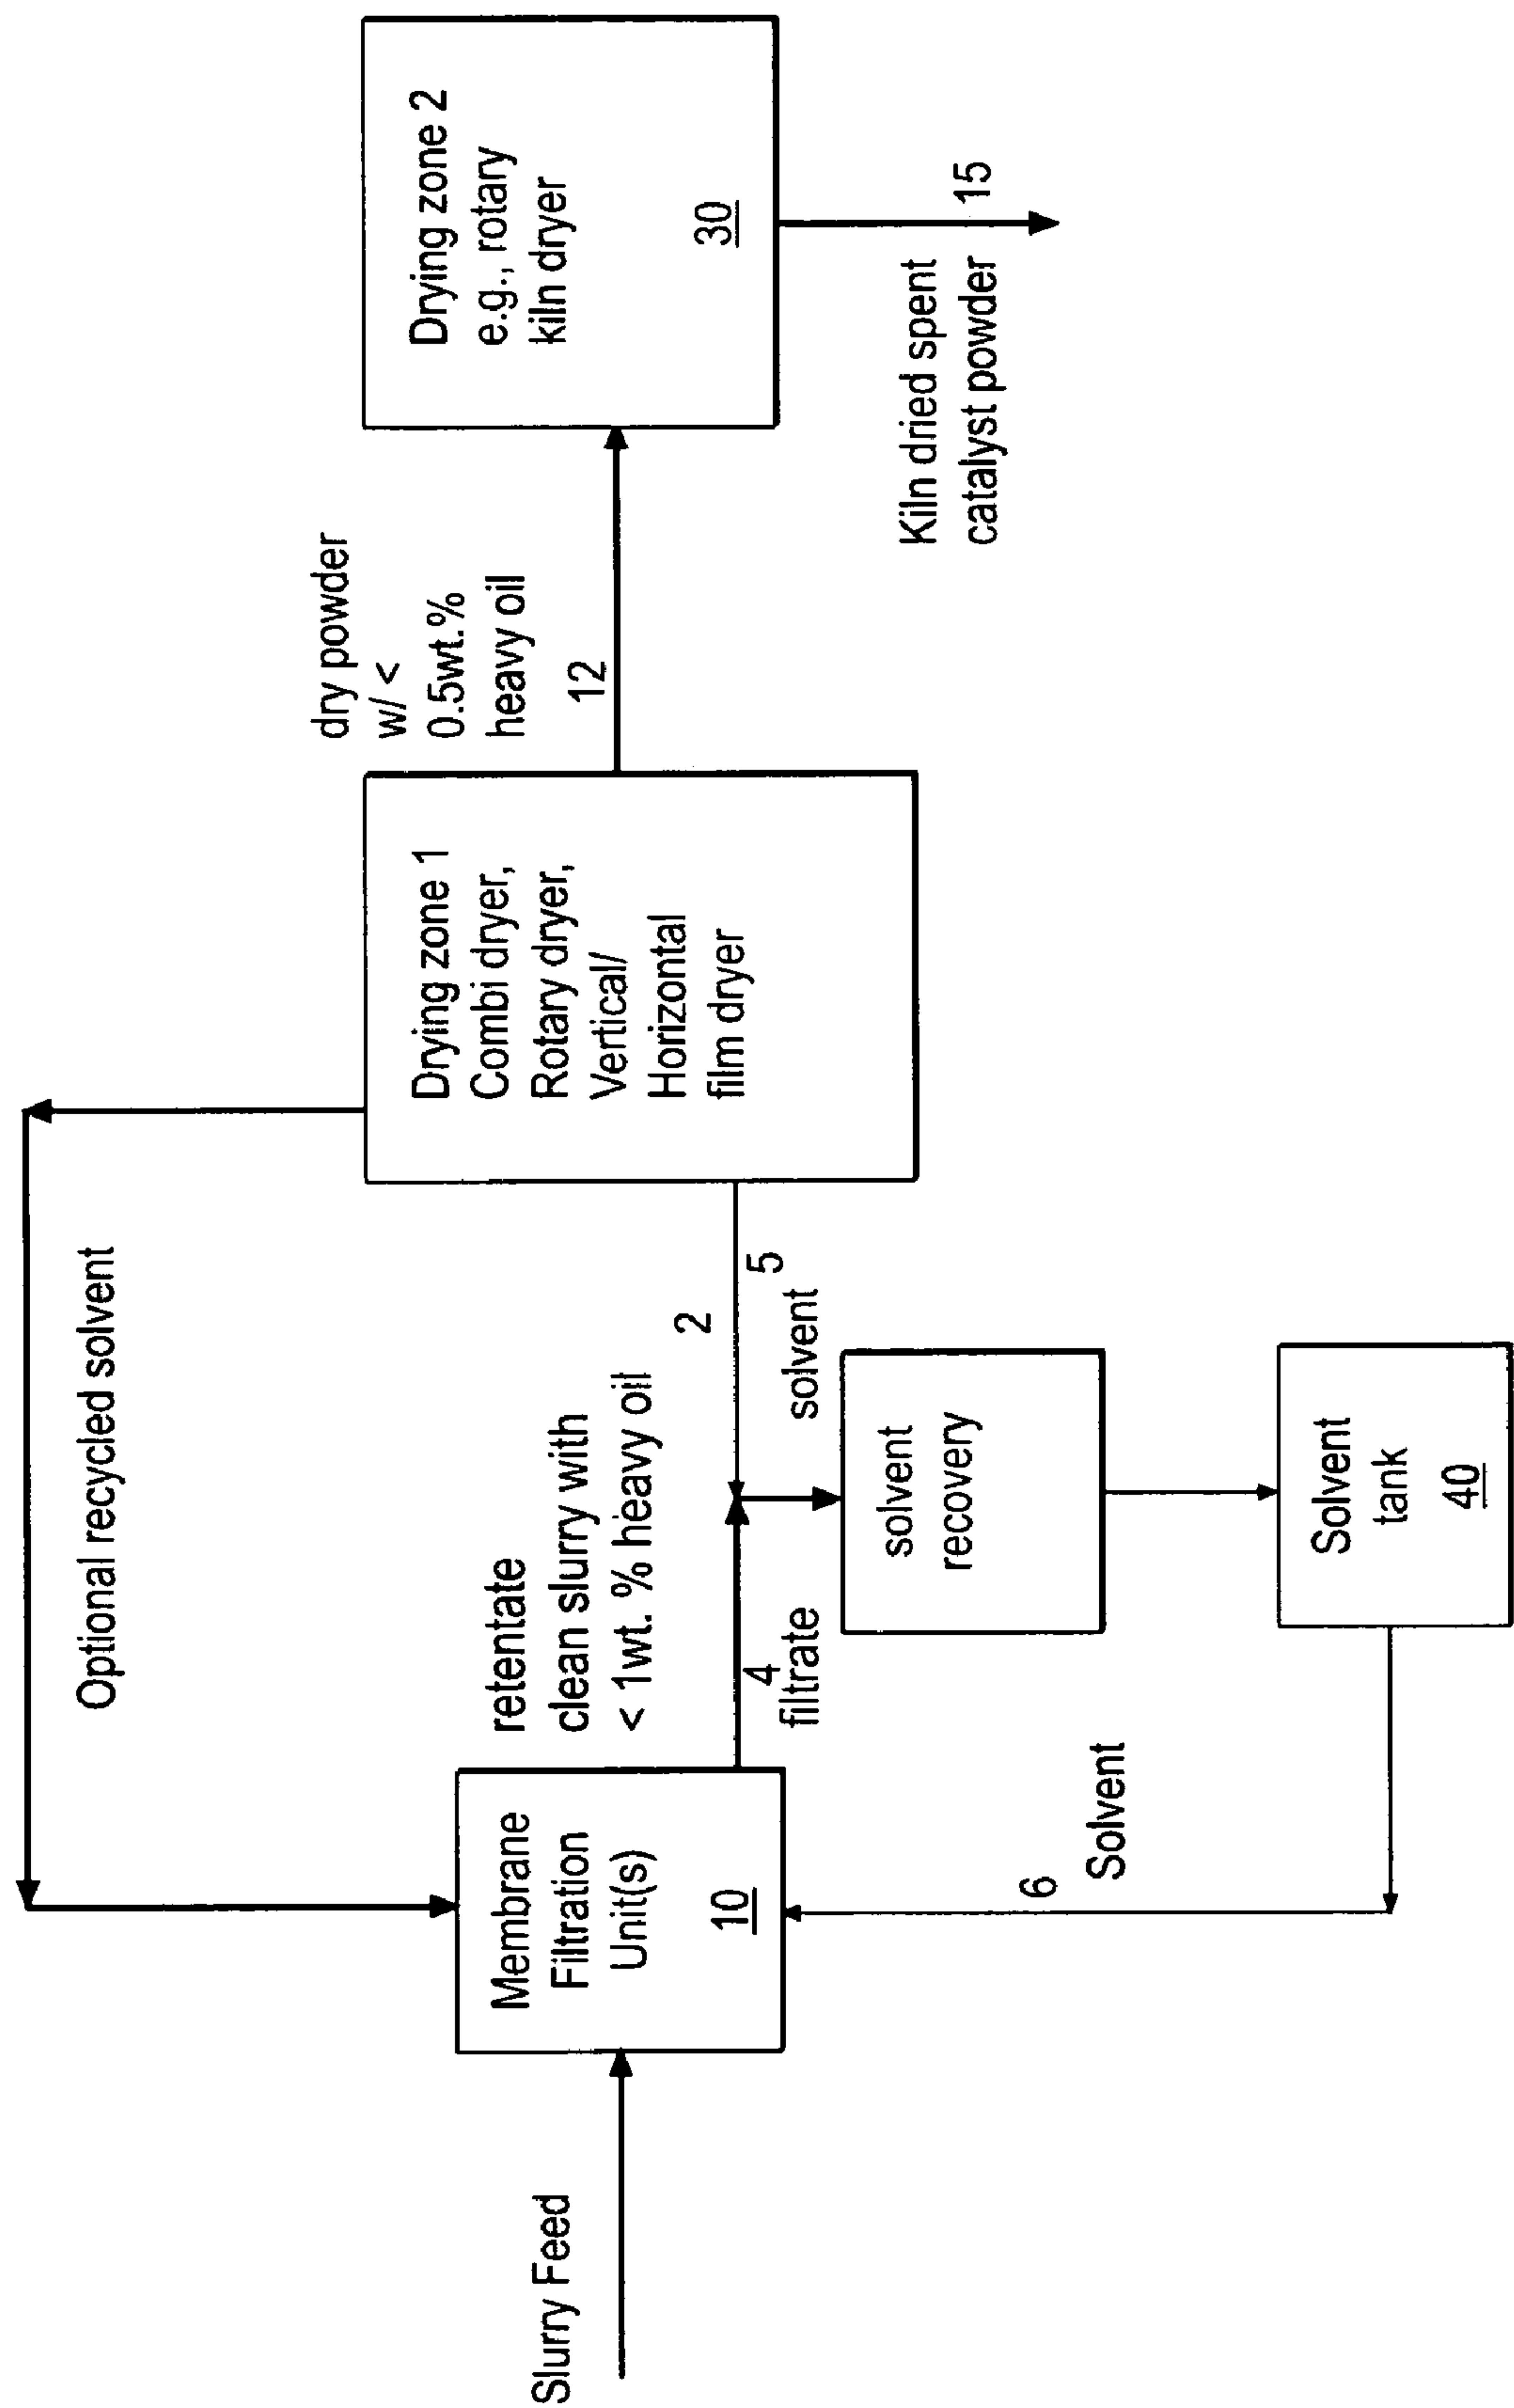 Optional recycled solvent
Slurry Feed
Membrane
Filtration
Unit(s)
10
retentate
clean slurry with
< 1wt. % heavy oil
2
4
filtrate
5
solvent
solvent
recovery
Solvent
tank
40
6
Solvent
Drying zone 1
Combi dryer,
Rotary dryer,
Vertical/
Horizontal
film dryer
dry powder
w/ <
0.5wt.%
heavy oil
12
Drying zone 2
e.g., rotary
kiln dryer
30
15
Kiln dried spent
catalyst powder